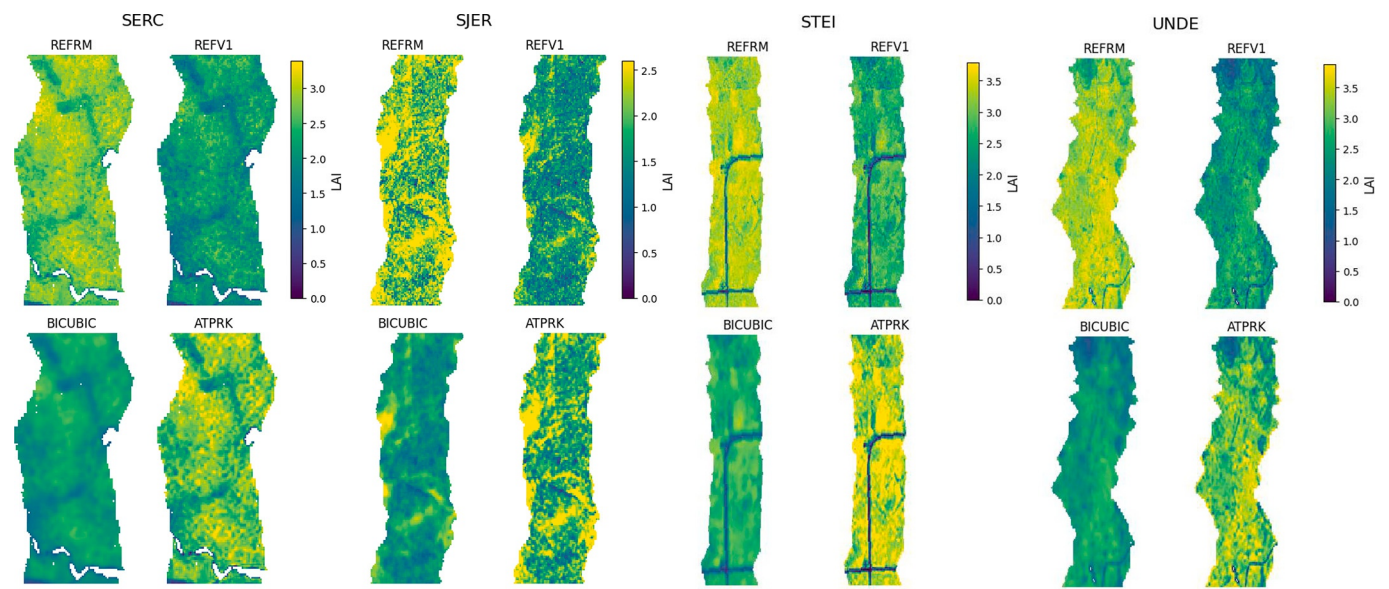 SERC
REFRM REFV1
3.0
2.5
2.0
1.5
1.0
0.5
0.0
LAI
BICUBIC ATPRK
SJER
REFRM REFV1
2.5
2.0
1.5
1.0
0.5
0.0
LAI
BICUBIC ATPRK
STEI
REFRM REFV1
3.5
3.0
2.5
2.0
1.5
1.0
0.5
0.0
LAI
BICUBIC ATPRK
UNDE
REFRM REFV1
3.5
3.0
2.5
2.0
1.5
1.0
0.5
0.0
LAI
BICUBIC ATPRK